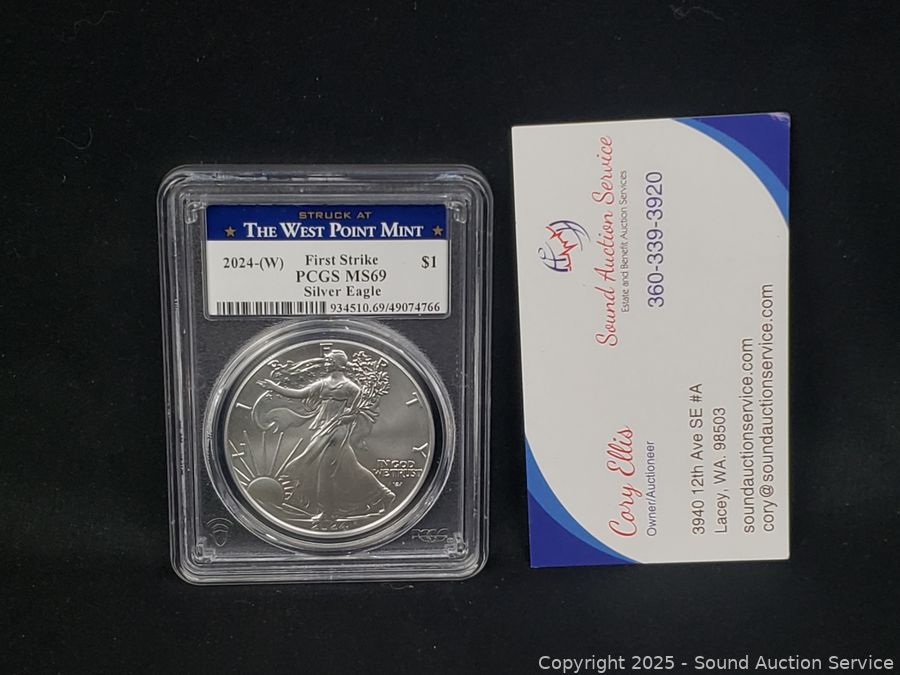 STRUCK AT
★ THE WEST POINT MINT ★
2024-(W) First Strike $1
PCGS MS69
Silver Eagle
934510.69/49074766
LIBERTY
IN GOD
WE TRUST
2024
PCGS
Sound Auction Service
Estate and Benefit Auction Services
360-339-3920
Cory Ellis
Owner/Auctioneer
3940 12th Ave SE #A
Lacey, WA. 98503
soundauctionservice.com
cory@soundauctionservice.com
Copyright 2025 - Sound Auction Service